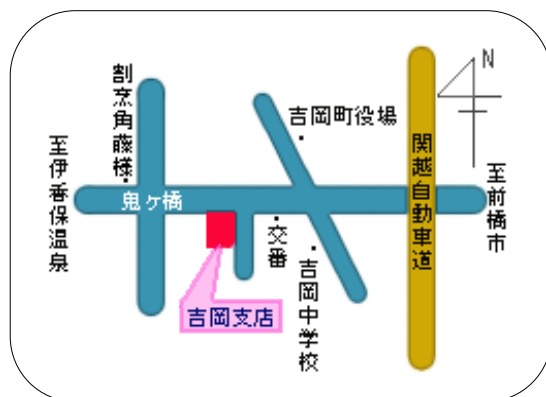 割烹角藤様
至伊香保温泉
鬼ヶ橋
吉岡町役場
N
関越自動車道
至前橋市
交番
吉岡中学校
吉岡支店